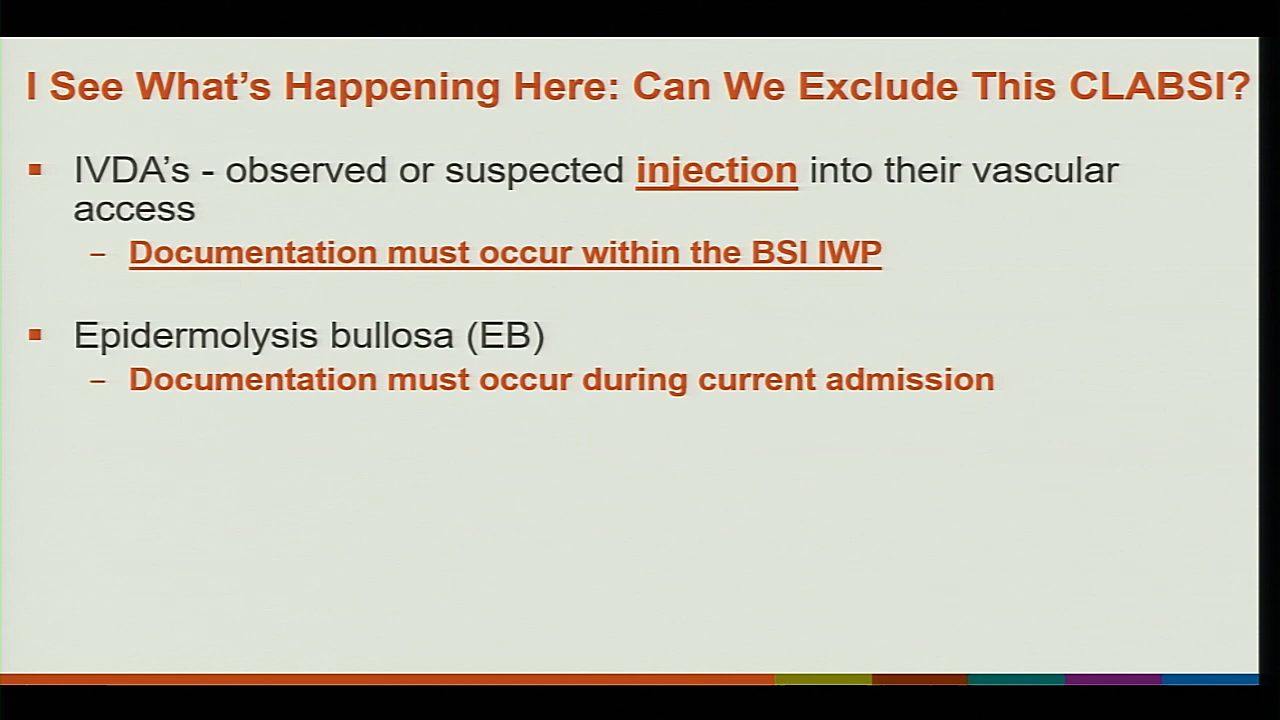 I See What's Happening Here: Can We Exclude This CLABSI?
▪ IVDA's - observed or suspected injection into their vascular
access
– Documentation must occur within the BSI IWP
▪ Epidermolysis bullosa (EB)
– Documentation must occur during current admission